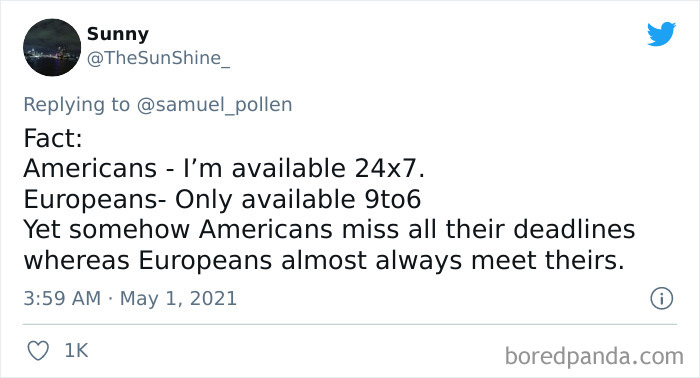 Sunny
@TheSunShine_
Replying to @samuel_pollen
Fact:
Americans - I’m available 24x7.
Europeans- Only available 9to6
Yet somehow Americans miss all their deadlines
whereas Europeans almost always meet theirs.
3:59 AM · May 1, 2021
1K
boredpanda.com